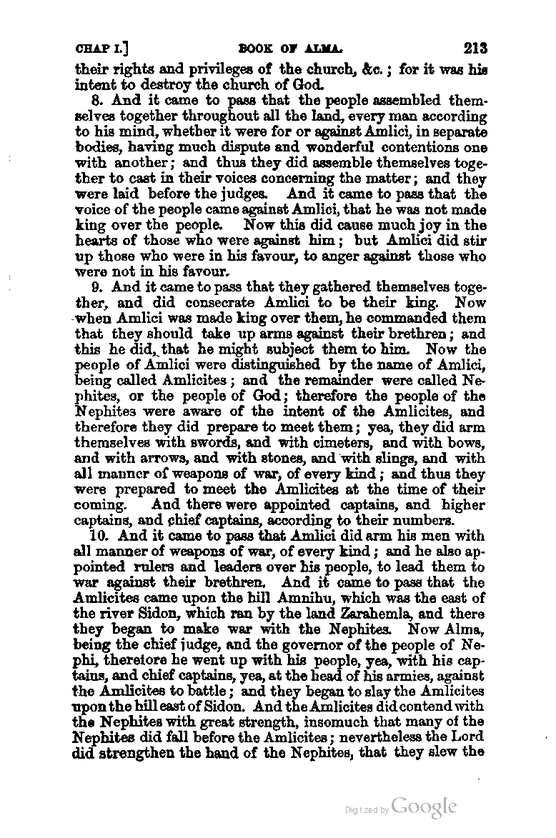 CHAP I.] BOOK OF ALMA. 213
their rights and privileges of the church, &c. ; for it was his
intent to destroy the church of God.
8. And it came to pass that the people assembled them-
selves together throughout all the land, every man according
to his mind, whether it were for or against Amlici, in separate
bodies, having much dispute and wonderful contentions one
with another ; and thus they did assemble themselves toge-
ther to cast in their voices concerning the matter ; and they
were laid before the judges. And it came to pass that the
voice of the people came against Amlici, that he was not made
king over the people. Now this did cause much joy in the
hearts of those who were against him ; but Amlici did stir
up those who were in his favour, to anger against those who
were not in his favour.
9. And it came to pass that they gathered themselves toge-
ther, and did consecrate Amlici to be their king. Now
when Amlici was made king over them, he commanded them
that they should take up arms against their brethren ; and
this he did, that he might subject them to him. Now the
people of Amlici were distinguished by the name of Amlici,
being called Amlicites ; and the remainder were called Ne-
phites, or the people of God ; therefore the people of the
Nephites were aware of the intent of the Amlicites, and
therefore they did prepare to meet them ; yea, they did arm
themselves with swords, and with cimeters, and with bows,
and with arrows, and with stones, and with slings, and with
all manner of weapons of war, of every kind ; and thus they
were prepared to meet the Amlicites at the time of their
coming. And there were appointed captains, and higher
captains, and chief captains, according to their numbers.
10. And it came to pass that Amlici did arm his men with
all manner of weapons of war, of every kind ; and he also ap-
pointed rulers and leaders over his people, to lead them to
war against their brethren. And it came to pass that the
Amlicites came upon the hill Amnihu, which was the east of
the river Sidon, which ran by the land Zarahemla, and there
they began to make war with the Nephites. Now Alma,
being the chief judge, and the governor of the people of Ne-
phi, therefore he went up with his people, yea, with his cap-
tains, and chief captains, yea, at the head of his armies, against
the Amlicites to battle ; and they began to slay the Amlicites
upon the hill east of Sidon. And the Amlicites did contend with
the Nephites with great strength, insomuch that many of the
Nephites did fall before the Amlicites ; nevertheless the Lord
did strengthen the hand of the Nephites, that they slew the
Digitized by Google